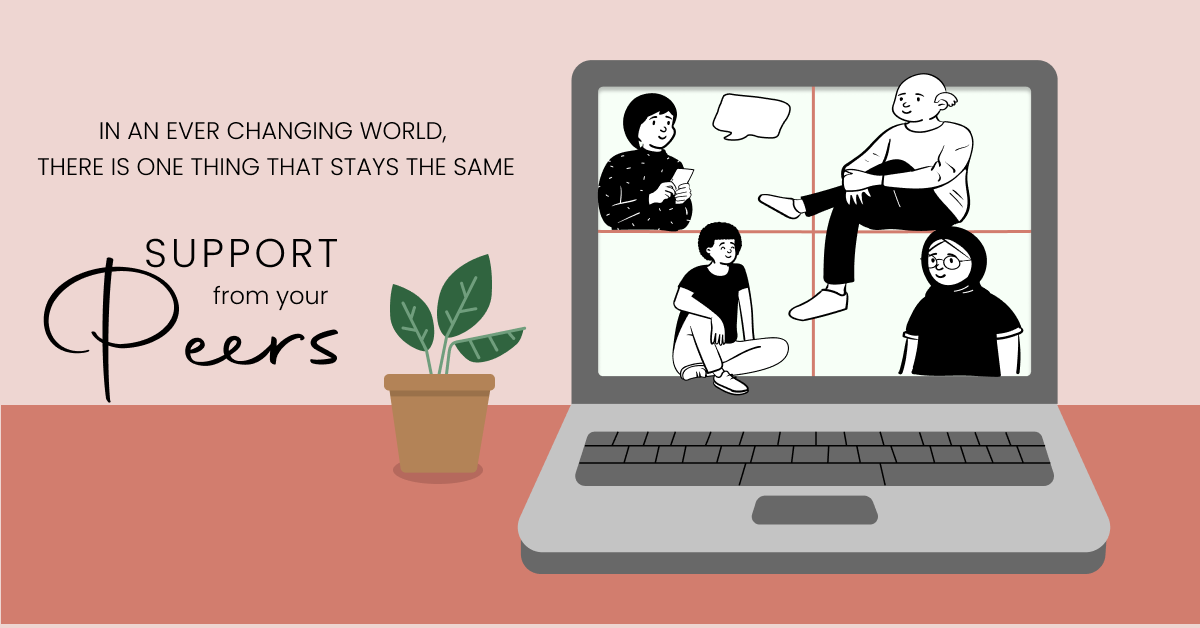 IN AN EVER CHANGING WORLD,
THERE IS ONE THING THAT STAYS THE SAME
SUPPORT
from your
Peers